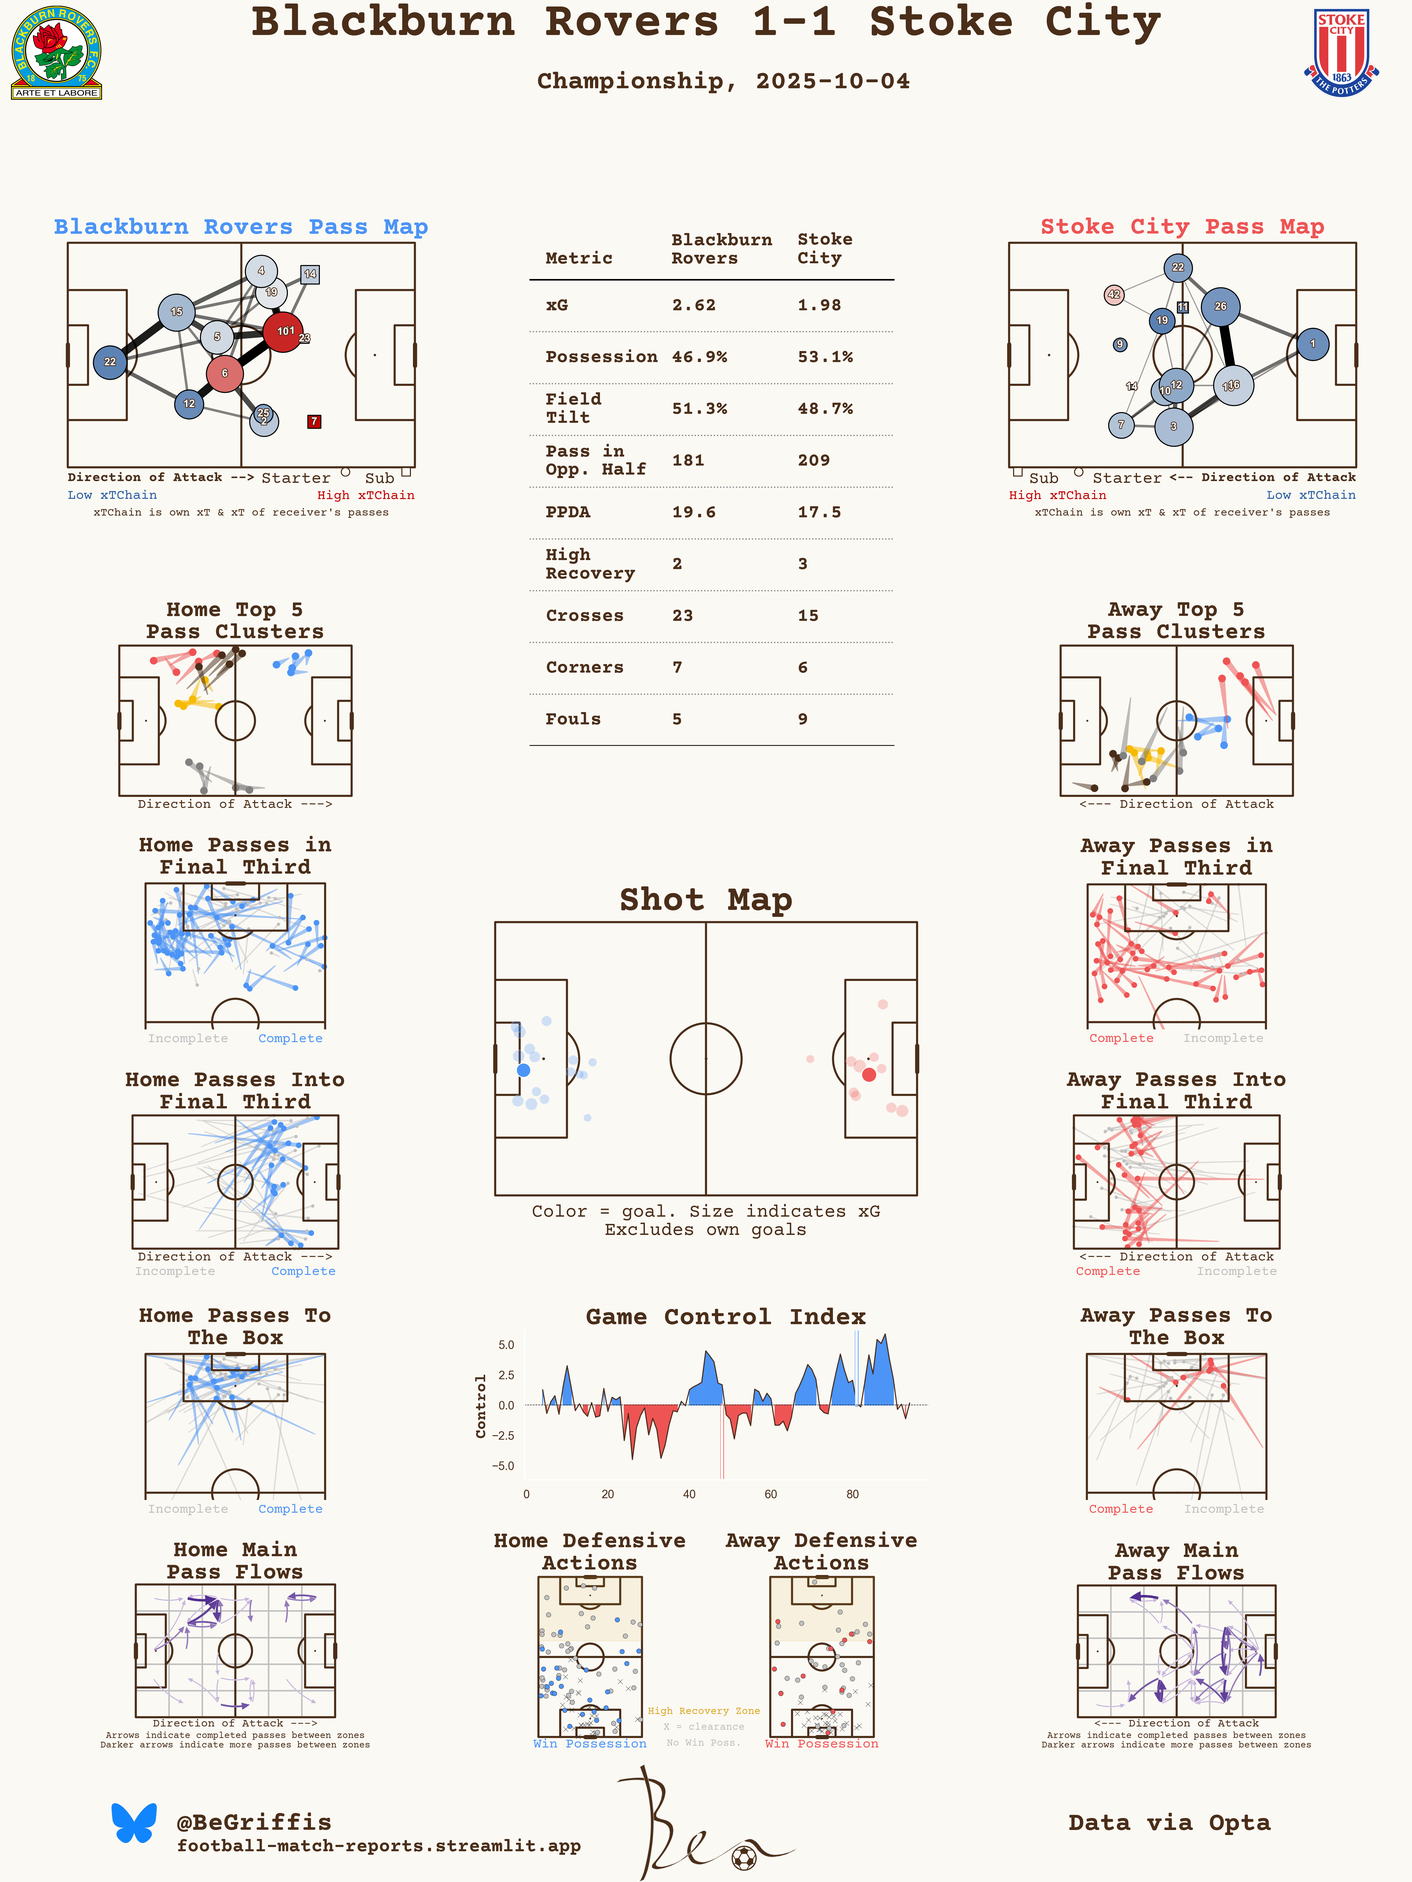 Blackburn Rovers 1-1 Stoke City
Championship, 2025-10-04
BLACKBURN ROVERS F.C.
18 75
ARTE ET LABORE
STOKE
CITY
1863
THE POTTERS
Blackburn Rovers Pass Map
4
14
19
15
101
5
23
22
6
12
25
2
7
Direction of Attack --> Starter Sub
Low xTChain High xTChain
xTChain is own xT & xT of receiver's passes
Metric Blackburn Rovers Stoke City
xG 2.62 1.98
Possession 46.9% 53.1%
Field Tilt 51.3% 48.7%
Pass in Opp. Half 181 209
PPDA 19.6 17.5
High Recovery 2 3
Crosses 23 15
Corners 7 6
Fouls 5 9
Stoke City Pass Map
22
42
11
26
19
9
1
14
10
12
16
7
3
Sub Starter <-- Direction of Attack
High xTChain Low xTChain
xTChain is own xT & xT of receiver's passes
Home Top 5
Pass Clusters
Direction of Attack --->
Away Top 5
Pass Clusters
<--- Direction of Attack
Home Passes in
Final Third
Incomplete Complete
Away Passes in
Final Third
Complete Incomplete
Shot Map
Color = goal. Size indicates xG
Excludes own goals
Home Passes Into
Final Third
Direction of Attack --->
Incomplete Complete
Away Passes Into
Final Third
<--- Direction of Attack
Complete Incomplete
Home Passes To
The Box
Incomplete Complete
Game Control Index
Control
5.0
2.5
0.0
−2.5
−5.0
0 20 40 60 80
Away Passes To
The Box
Complete Incomplete
Home Main
Pass Flows
Direction of Attack --->
Arrows indicate completed passes between zones
Darker arrows indicate more passes between zones
Home Defensive
Actions
Win Possession
Away Defensive
Actions
Win Possession
High Recovery Zone
X = clearance
No Win Poss.
Away Main
Pass Flows
<--- Direction of Attack
Arrows indicate completed passes between zones
Darker arrows indicate more passes between zones
@BeGriffis
football-match-reports.streamlit.app
Ben
Data via Opta